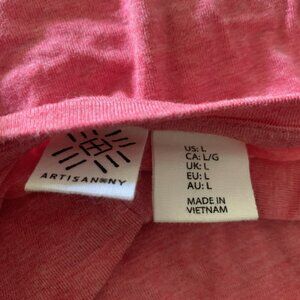 ARTISAN NY
US: L
CA: L/G
UK: L
EU: L
AU: L
MADE IN
VIETNAM